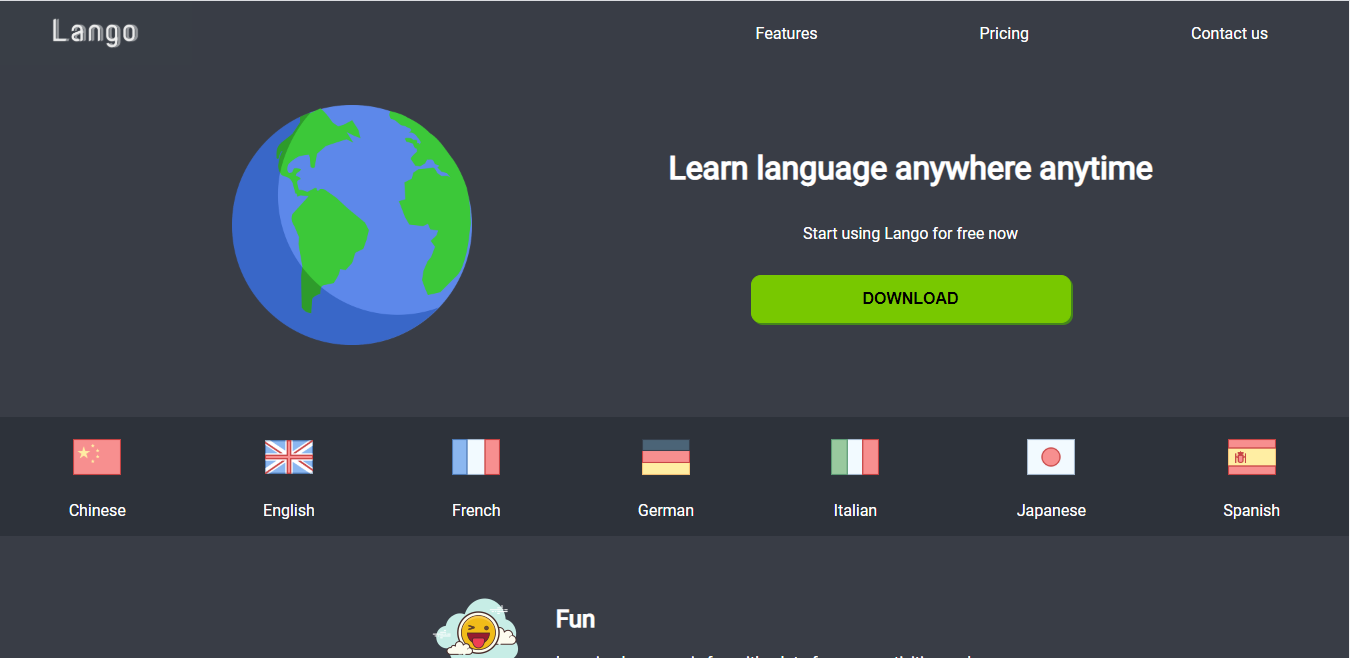 Lango
Features
Pricing
Contact us
Learn language anywhere anytime
Start using Lango for free now
DOWNLOAD
Chinese
English
French
German
Italian
Japanese
Spanish
Fun